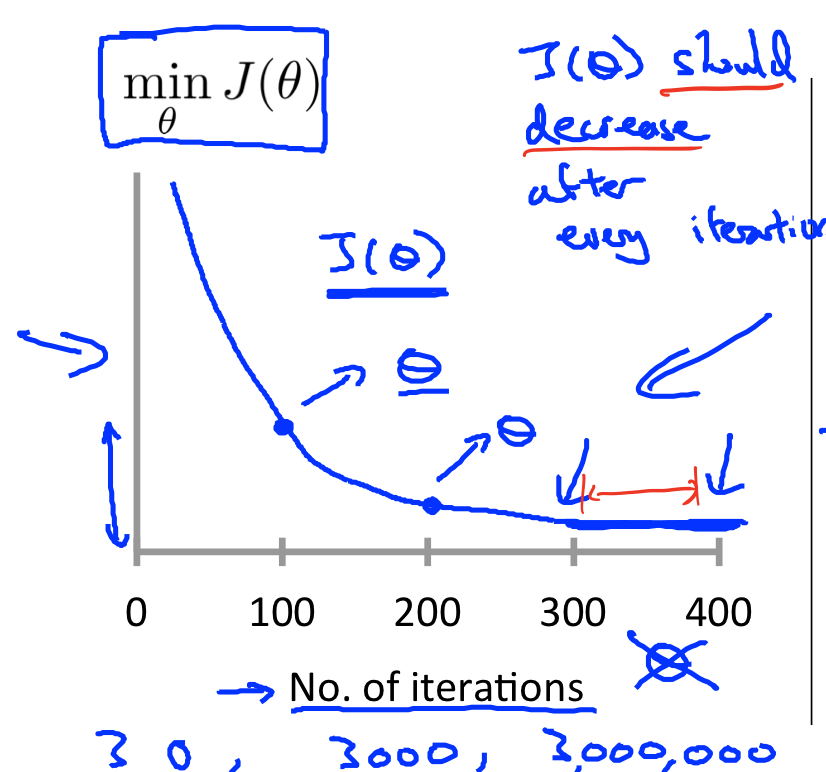 min J(θ)
θ
J(θ) should
decrease
after
every iteration
J(θ)
θ
θ
0 100 200 300 400
No. of iterations
θ
30, 3000, 3,000,000